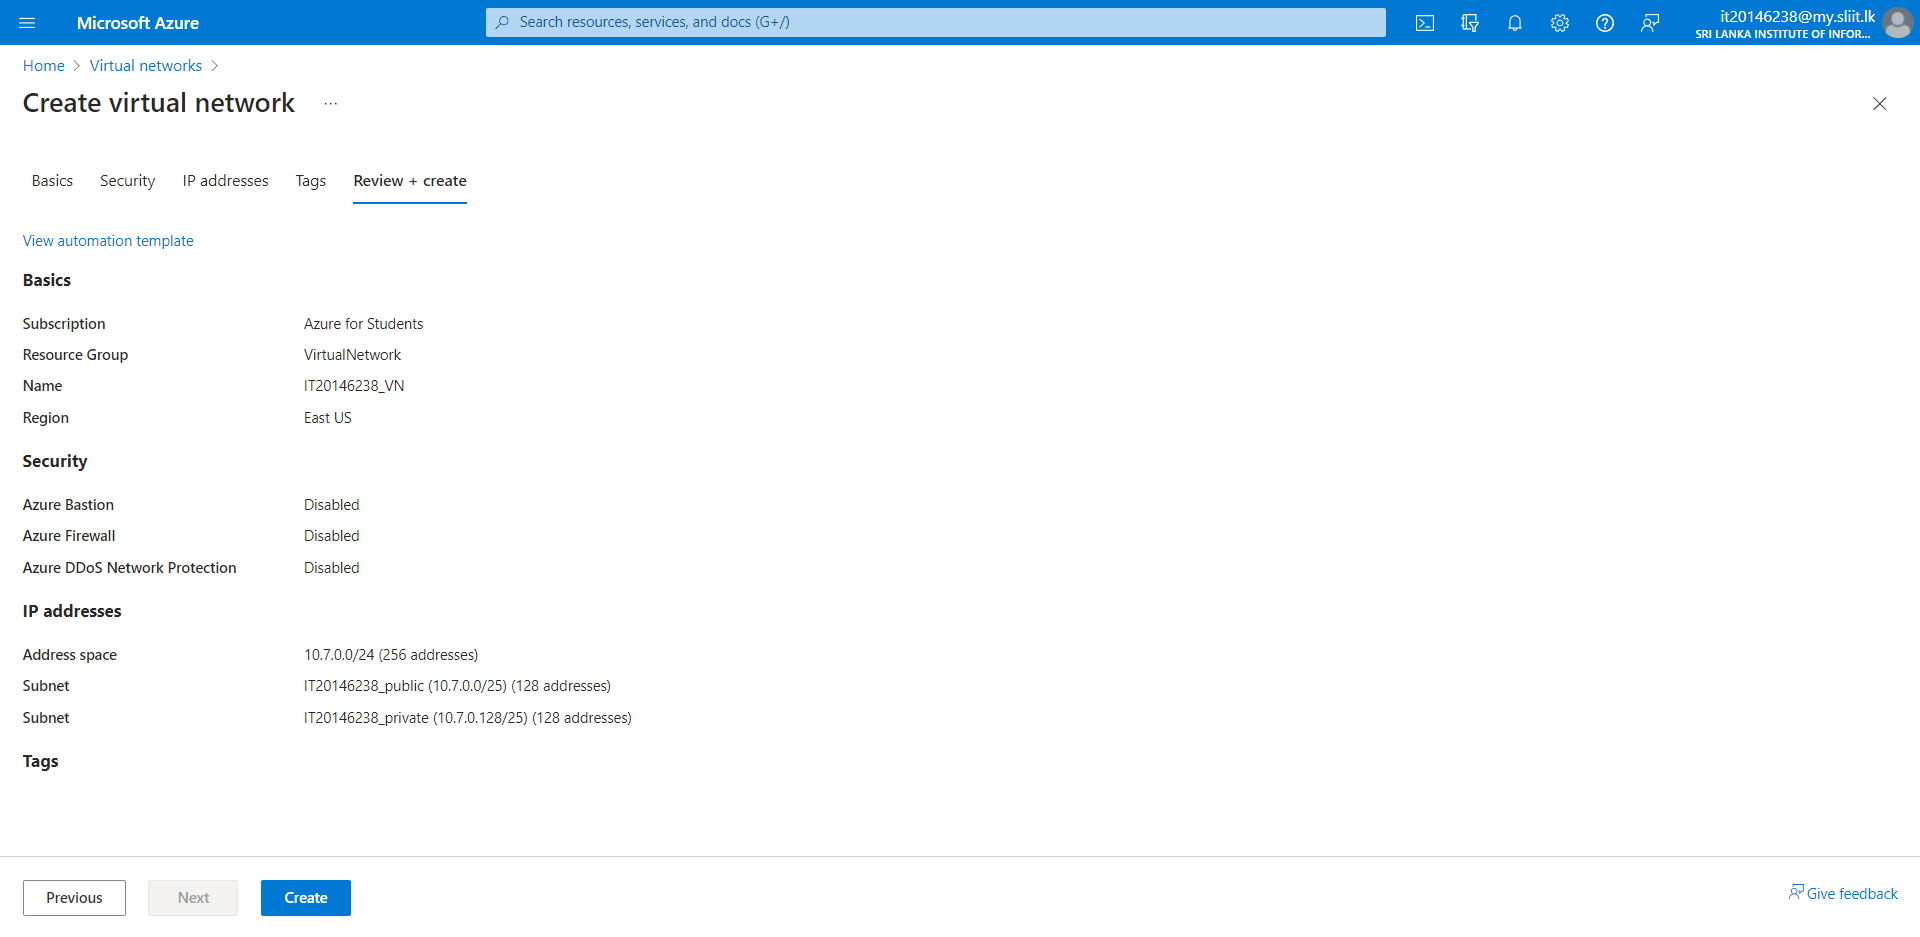 Microsoft Azure
Search resources, services, and docs (G+/)
it20146238@my.sliit.lk
SRI LANKA INSTITUTE OF INFOR...
Home > Virtual networks >
Create virtual network ...
Basics Security IP addresses Tags Review + create
View automation template
Basics
Subscription Azure for Students
Resource Group VirtualNetwork
Name IT20146238_VN
Region East US
Security
Azure Bastion Disabled
Azure Firewall Disabled
Azure DDoS Network Protection Disabled
IP addresses
Address space 10.7.0.0/24 (256 addresses)
Subnet IT20146238_public (10.7.0.0/25) (128 addresses)
Subnet IT20146238_private (10.7.0.128/25) (128 addresses)
Tags
Previous Next Create
Give feedback